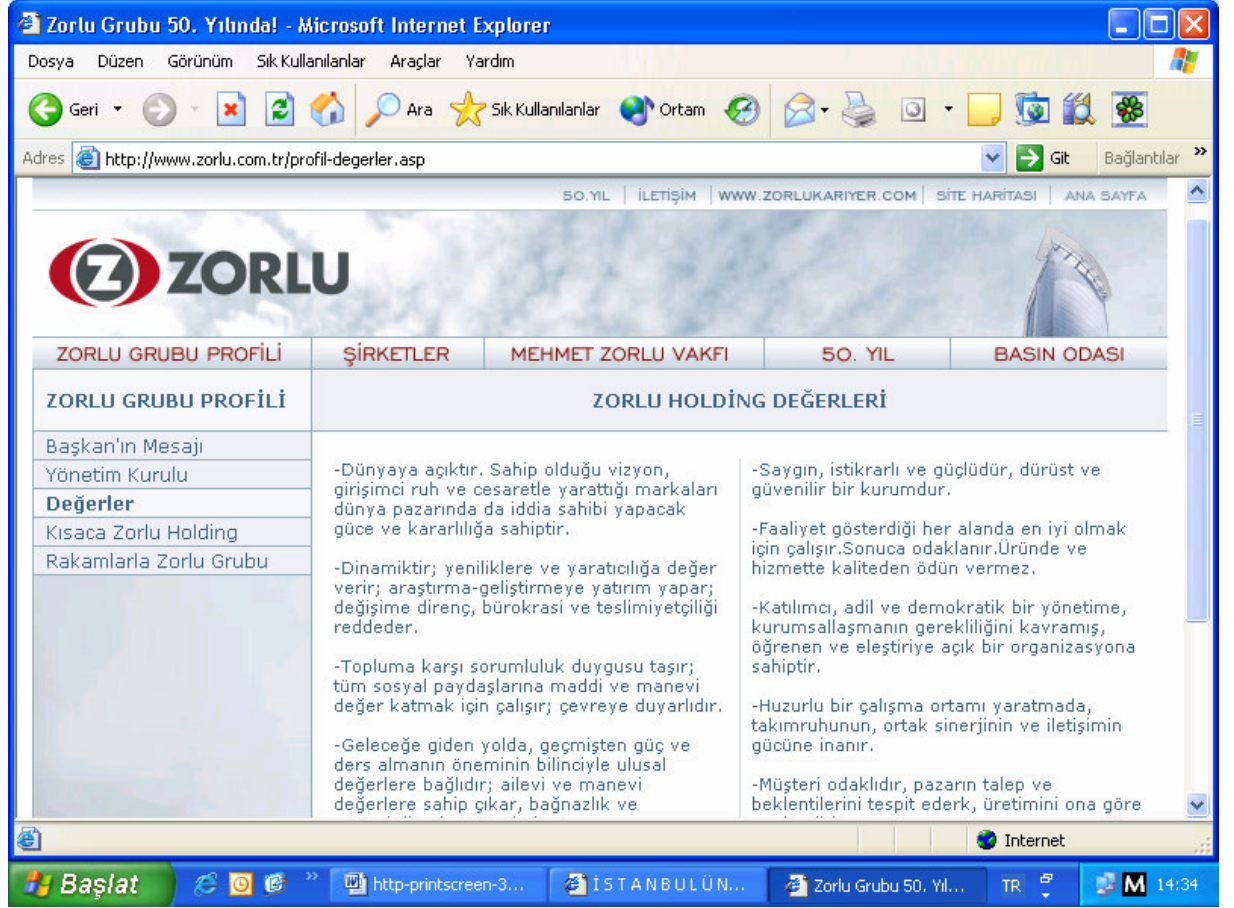 Zorlu Grubu 50. Yılında! - Microsoft Internet Explorer
Dosya Düzen Görünüm Sık Kullanılanlar Araçlar Yardım
Geri Ara Sık Kullanılanlar Ortam
Adres http://www.zorlu.com.tr/profil-degerler.asp Git Bağlantılar »
50.YIL | İLETİŞİM | WWW.ZORLUKARIYER.COM | SİTE HARİTASI | ANA SAYFA
Z ZORLU
ZORLU GRUBU PROFİLİ ŞİRKETLER MEHMET ZORLU VAKFI 50. YIL BASIN ODASI
ZORLU GRUBU PROFİLİ
Başkan'ın Mesajı
Yönetim Kurulu
Değerler
Kısaca Zorlu Holding
Rakamlarla Zorlu Grubu
ZORLU HOLDİNG DEĞERLERİ
-Dünyaya açıktır. Sahip olduğu vizyon,
girişimci ruh ve cesaretle yarattığı markaları
dünya pazarında da iddia sahibi yapacak
güce ve kararlılığa sahiptir.
-Dinamiktir; yeniliklere ve yaratıcılığa değer
verir; araştırma-geliştirmeye yatırım yapar;
değişime direnç, bürokrasi ve teslimiyetçiliği
reddeder.
-Topluma karşı sorumluluk duygusu taşır;
tüm sosyal paydaşlarına maddi ve manevi
değer katmak için çalışır; çevreye duyarlıdır.
-Geleceğe giden yolda, geçmişten güç ve
ders almanın öneminin bilinciyle ulusal
değerlere bağlıdır; ailevi ve manevi
değerlere sahip çıkar, bağnazlık ve
-Saygın, istikrarlı ve güçlüdür, dürüst ve
güvenilir bir kurumdur.
-Faaliyet gösterdiği her alanda en iyi olmak
için çalışır.Sonuca odaklanır.Üründe ve
hizmette kaliteden ödün vermez.
-Katılımcı, adil ve demokratik bir yönetime,
kurumsallaşmanın gerekliliğini kavramış,
öğrenen ve eleştiriye açık bir organizasyona
sahiptir.
-Huzurlu bir çalışma ortamı yaratmada,
takımruhunun, ortak sinerjinin ve iletişimin
gücüne inanır.
-Müşteri odaklıdır, pazarın talep ve
beklentilerini tespit ederk, üretimini ona göre
Internet
Başlat » http-printscreen-3... İ S T A N B U L Ü N ... Zorlu Grubu 50. Yıl... TR M 14:34